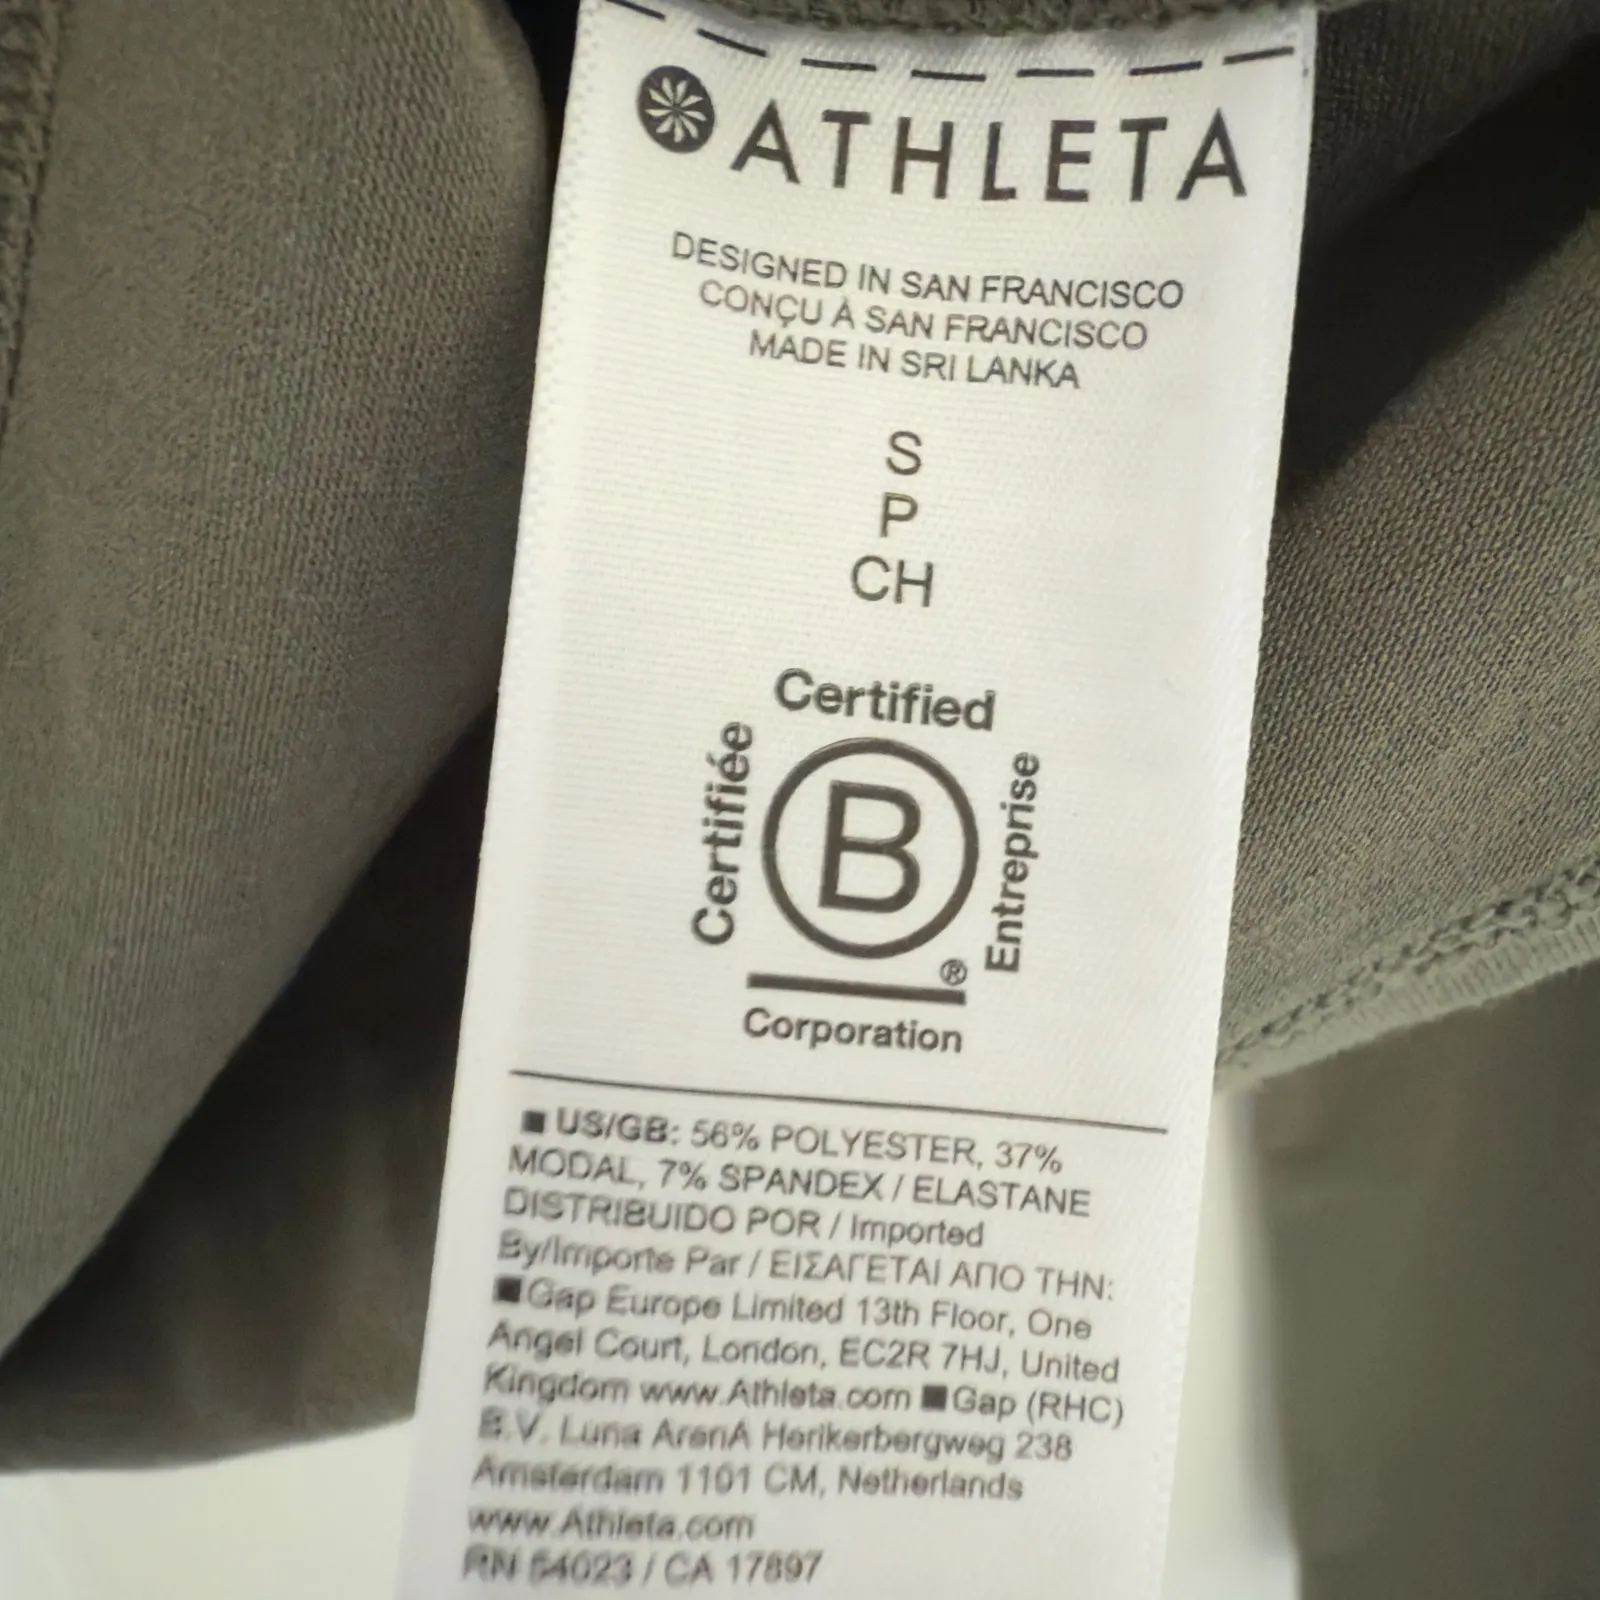 ATHLETA
DESIGNED IN SAN FRANCISCO
CONÇU À SAN FRANCISCO
MADE IN SRI LANKA
S
P
CH
Certified
Certifiée
B
Entreprise
®
Corporation
■ US/GB: 56% POLYESTER, 37%
MODAL, 7% SPANDEX / ELASTANE
DISTRIBUIDO POR / Imported
By/Importe Par / ΕΙΣΑΓΕΤΑΙ ΑΠΟ ΤΗΝ:
■ Gap Europe Limited 13th Floor, One
Angel Court, London, EC2R 7HJ, United
Kingdom www.Athleta.com ■ Gap (RHC)
B.V. Luna ArenA Herikerbergweg 238
Amsterdam 1101 CM, Netherlands
www.Athleta.com
RN 54023 / CA 17897